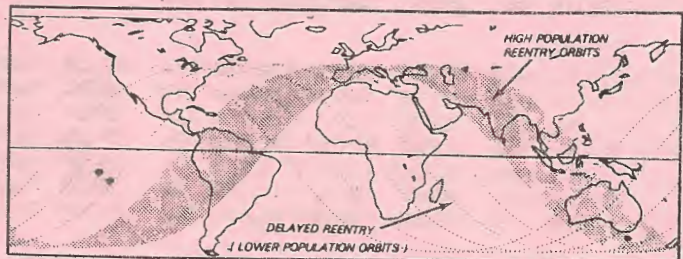 HIGH POPULATION
REENTRY ORBITS
DELAYED REENTRY
( LOWER POPULATION ORBITS )